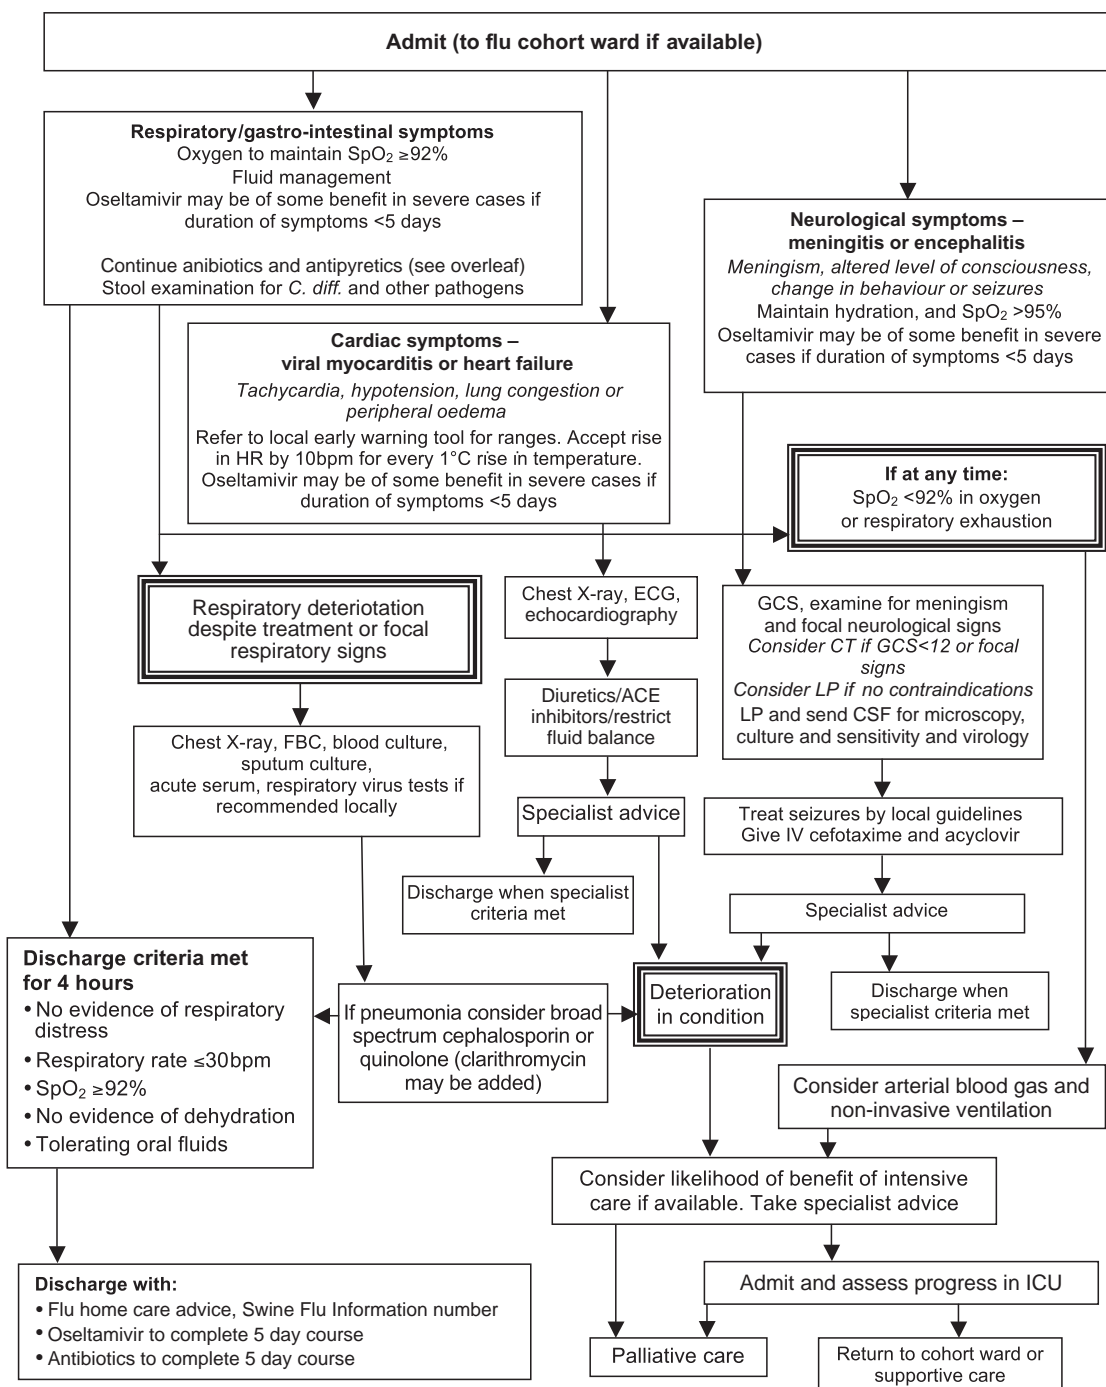 Admit (to flu cohort ward if available)
Respiratory/gastro-intestinal symptoms
Oxygen to maintain SpO₂ ≥92%
Fluid management
Oseltamivir may be of some benefit in severe cases if
duration of symptoms <5 days
Continue anibiotics and antipyretics (see overleaf)
Stool examination for C. diff. and other pathogens
Neurological symptoms –
meningitis or encephalitis
Meningism, altered level of consciousness,
change in behaviour or seizures
Maintain hydration, and SpO₂ >95%
Oseltamivir may be of some benefit in severe
cases if duration of symptoms <5 days
Cardiac symptoms –
viral myocarditis or heart failure
Tachycardia, hypotension, lung congestion or
peripheral oedema
Refer to local early warning tool for ranges. Accept rise
in HR by 10bpm for every 1°C rise in temperature.
Oseltamivir may be of some benefit in severe cases if
duration of symptoms <5 days
If at any time:
SpO₂ <92% in oxygen
or respiratory exhaustion
Respiratory deteriotation
despite treatment or focal
respiratory signs
Chest X-ray, ECG,
echocardiography
GCS, examine for meningism
and focal neurological signs
Consider CT if GCS<12 or focal
signs
Consider LP if no contraindications
LP and send CSF for microscopy,
culture and sensitivity and virology
Diuretics/ACE
inhibitors/restrict
fluid balance
Chest X-ray, FBC, blood culture,
sputum culture,
acute serum, respiratory virus tests if
recommended locally
Specialist advice
Treat seizures by local guidelines
Give IV cefotaxime and acyclovir
Discharge when specialist
criteria met
Specialist advice
Discharge criteria met
for 4 hours
• No evidence of respiratory
distress
• Respiratory rate ≤30bpm
• SpO₂ ≥92%
• No evidence of dehydration
• Tolerating oral fluids
If pneumonia consider broad
spectrum cephalosporin or
quinolone (clarithromycin
may be added)
Deterioration
in condition
Discharge when
specialist criteria met
Consider arterial blood gas and
non-invasive ventilation
Consider likelihood of benefit of intensive
care if available. Take specialist advice
Discharge with:
• Flu home care advice, Swine Flu Information number
• Oseltamivir to complete 5 day course
• Antibiotics to complete 5 day course
Admit and assess progress in ICU
Palliative care
Return to cohort ward or
supportive care